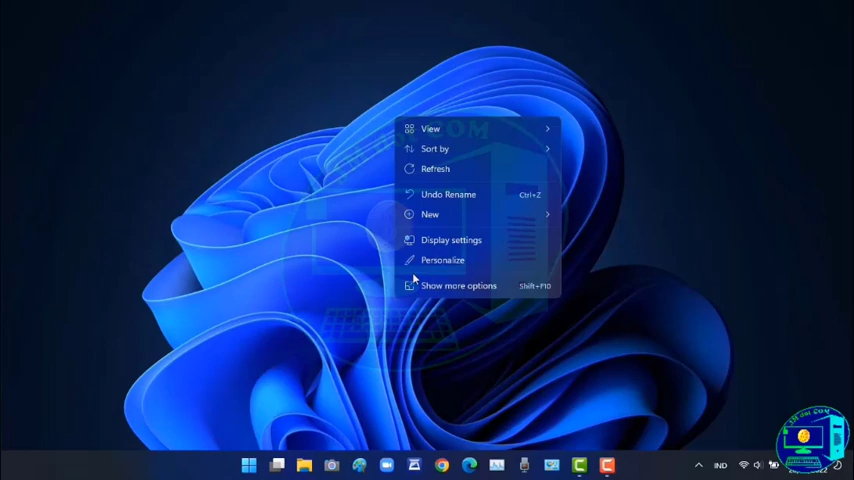 View
Sort by
Refresh
Undo Rename Ctrl+Z
New
Display settings
Personalize
Show more options Shift+F10
IND